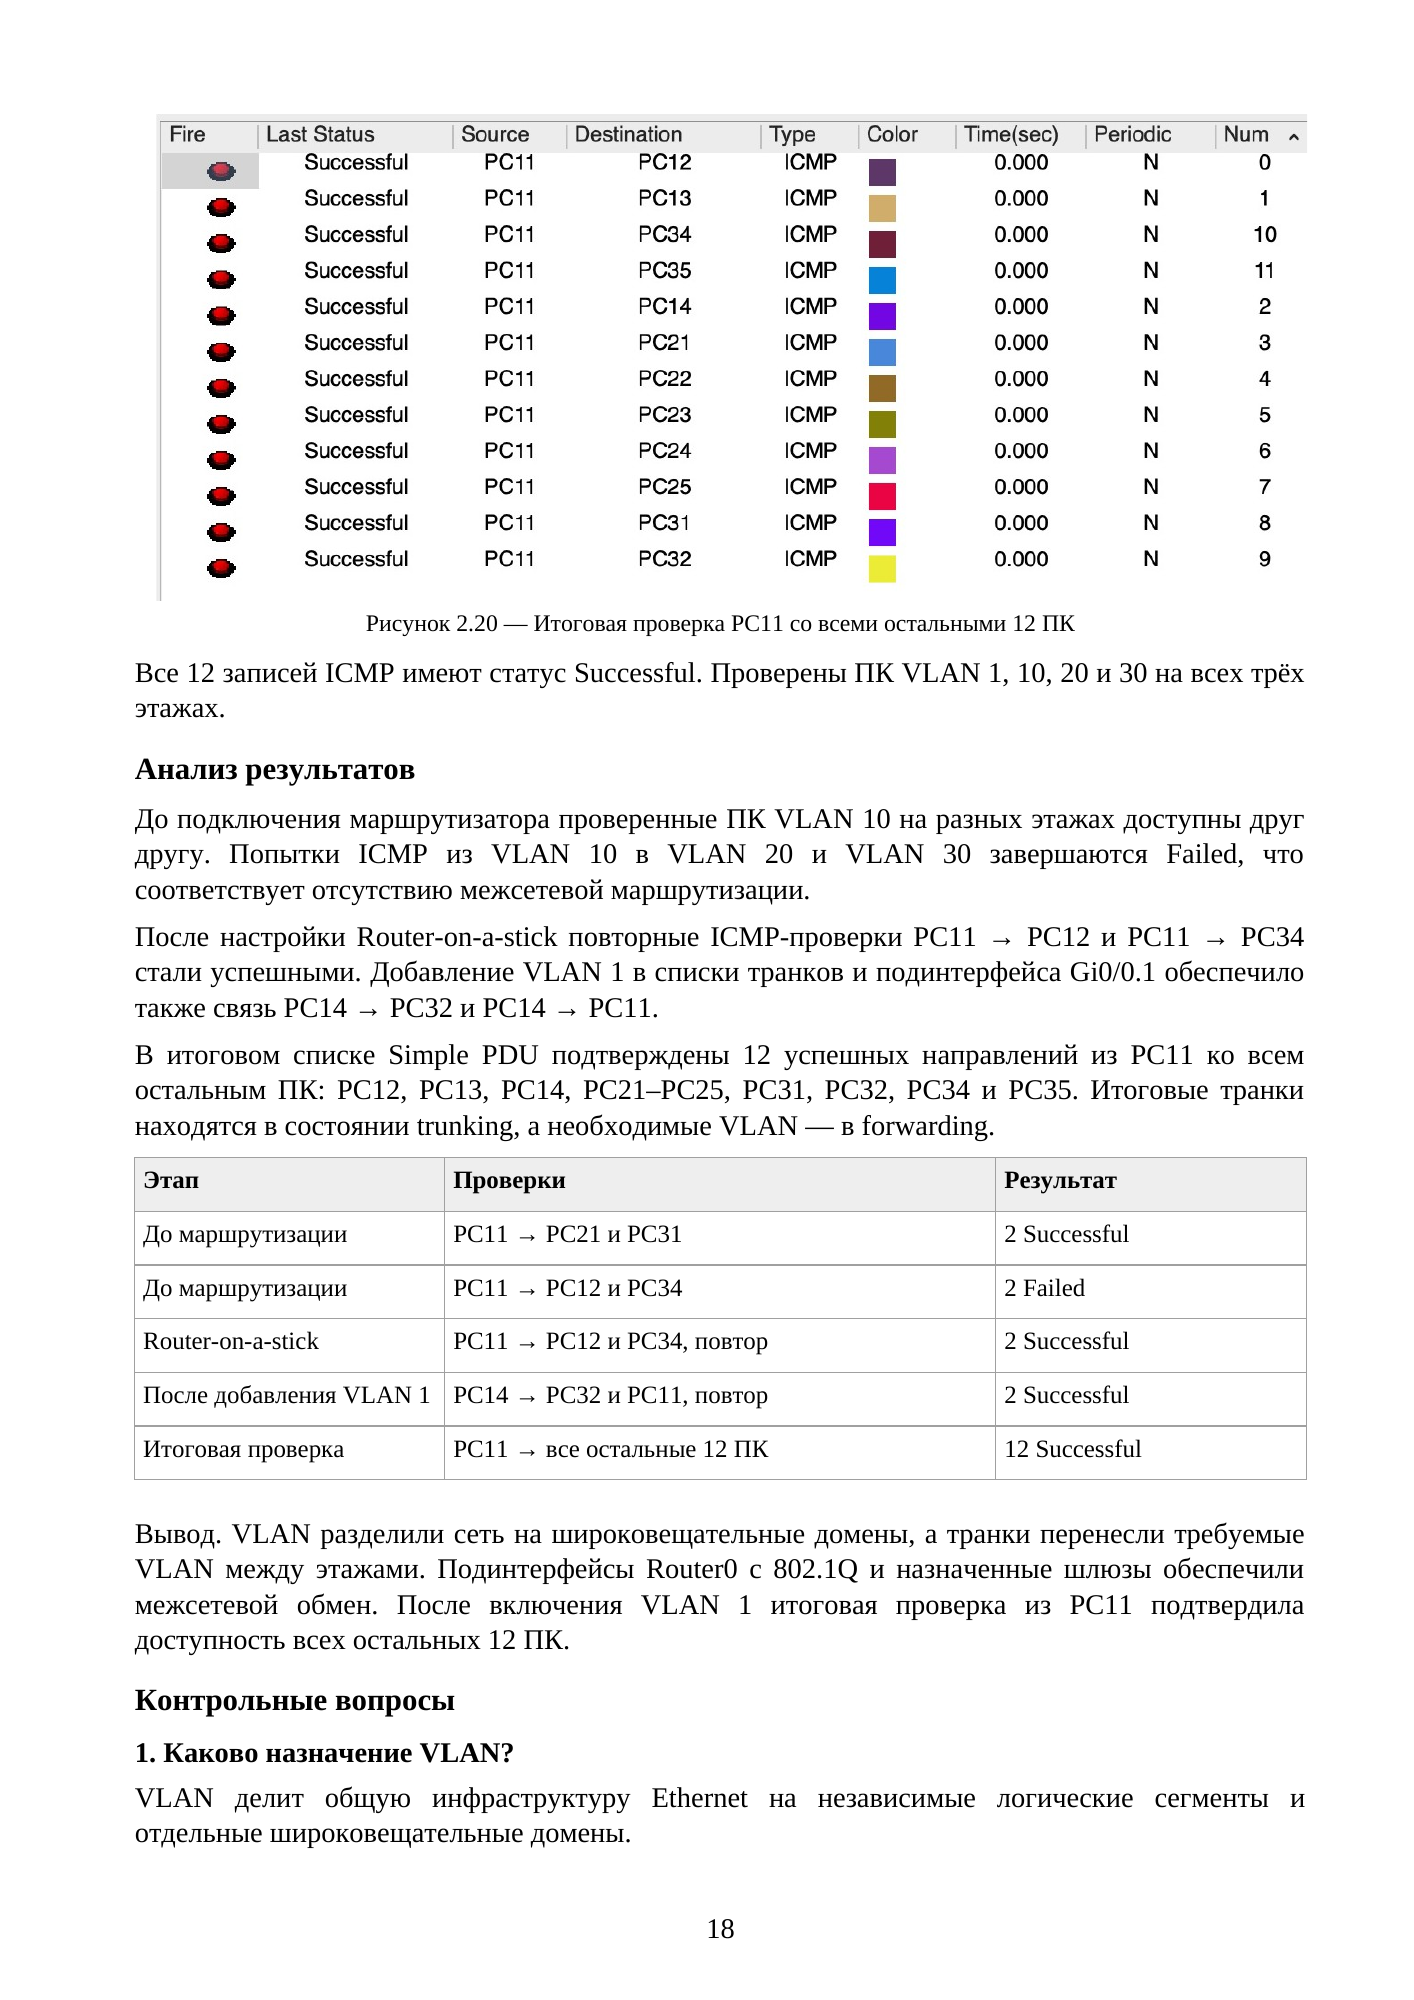 Fire Last Status Source Destination Type Color Time(sec) Periodic Num
Successful PC11 PC12 ICMP 0.000 N 0
Successful PC11 PC13 ICMP 0.000 N 1
Successful PC11 PC34 ICMP 0.000 N 10
Successful PC11 PC35 ICMP 0.000 N 11
Successful PC11 PC14 ICMP 0.000 N 2
Successful PC11 PC21 ICMP 0.000 N 3
Successful PC11 PC22 ICMP 0.000 N 4
Successful PC11 PC23 ICMP 0.000 N 5
Successful PC11 PC24 ICMP 0.000 N 6
Successful PC11 PC25 ICMP 0.000 N 7
Successful PC11 PC31 ICMP 0.000 N 8
Successful PC11 PC32 ICMP 0.000 N 9
Рисунок 2.20 — Итоговая проверка PC11 со всеми остальными 12 ПК
Все 12 записей ICMP имеют статус Successful. Проверены ПК VLAN 1, 10, 20 и 30 на всех трёх
этажах.
Анализ результатов
До подключения маршрутизатора проверенные ПК VLAN 10 на разных этажах доступны друг
другу. Попытки ICMP из VLAN 10 в VLAN 20 и VLAN 30 завершаются Failed, что
соответствует отсутствию межсетевой маршрутизации.
После настройки Router-on-a-stick повторные ICMP-проверки PC11 → PC12 и PC11 → PC34
стали успешными. Добавление VLAN 1 в списки транков и подинтерфейса Gi0/0.1 обеспечило
также связь PC14 → PC32 и PC14 → PC11.
В итоговом списке Simple PDU подтверждены 12 успешных направлений из PC11 ко всем
остальным ПК: PC12, PC13, PC14, PC21–PC25, PC31, PC32, PC34 и PC35. Итоговые транки
находятся в состоянии trunking, а необходимые VLAN — в forwarding.
Этап Проверки Результат
До маршрутизации PC11 → PC21 и PC31 2 Successful
До маршрутизации PC11 → PC12 и PC34 2 Failed
Router-on-a-stick PC11 → PC12 и PC34, повтор 2 Successful
После добавления VLAN 1 PC14 → PC32 и PC11, повтор 2 Successful
Итоговая проверка PC11 → все остальные 12 ПК 12 Successful
Вывод. VLAN разделили сеть на широковещательные домены, а транки перенесли требуемые
VLAN между этажами. Подинтерфейсы Router0 с 802.1Q и назначенные шлюзы обеспечили
межсетевой обмен. После включения VLAN 1 итоговая проверка из PC11 подтвердила
доступность всех остальных 12 ПК.
Контрольные вопросы
1. Каково назначение VLAN?
VLAN делит общую инфраструктуру Ethernet на независимые логические сегменты и
отдельные широковещательные домены.
18